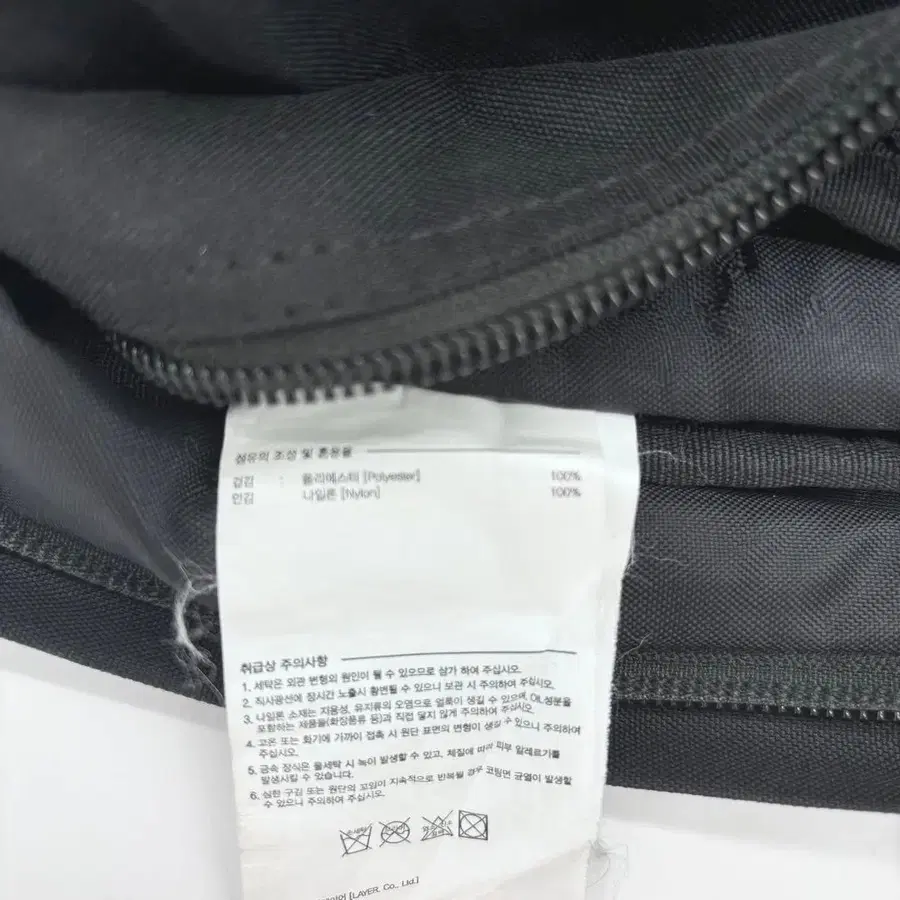 섬유의 조성 및 혼용율
겉감 : 폴리에스터 [Polyester] 100%
안감 : 나일론 [Nylon] 100%
취급상 주의사항
1. 세탁은 외관 변형의 원인이 될 수 있으므로 삼가 하여 주십시오.
2. 직사광선에 장시간 노출시 황변될 수 있으니 보관 시 주의하여 주십시오.
3. 나일론 소재는 지용성, 유지류의 오염으로 얼룩이 생길 수 있으며, OIL성분을
포함하는 제품들(화장품류 등)과 직접 닿지 않게 주의하여 주십시오.
4. 고온 또는 화기에 가까이 접촉 시 원단 표면의 변형이 생길 수 있으니 주의하여
주십시오.
5. 금속 장식은 물세탁 시 녹이 발생할 수 있고, 체질에 따라 피부 알레르기를
발생시킬 수 있습니다.
6. 심한 구김 또는 원단의 꼬임이 지속적으로 반복될 경우 코팅면 균열이 발생할
수 있으니 주의하여 주십시오.
[LAYER. Co., Ltd.]